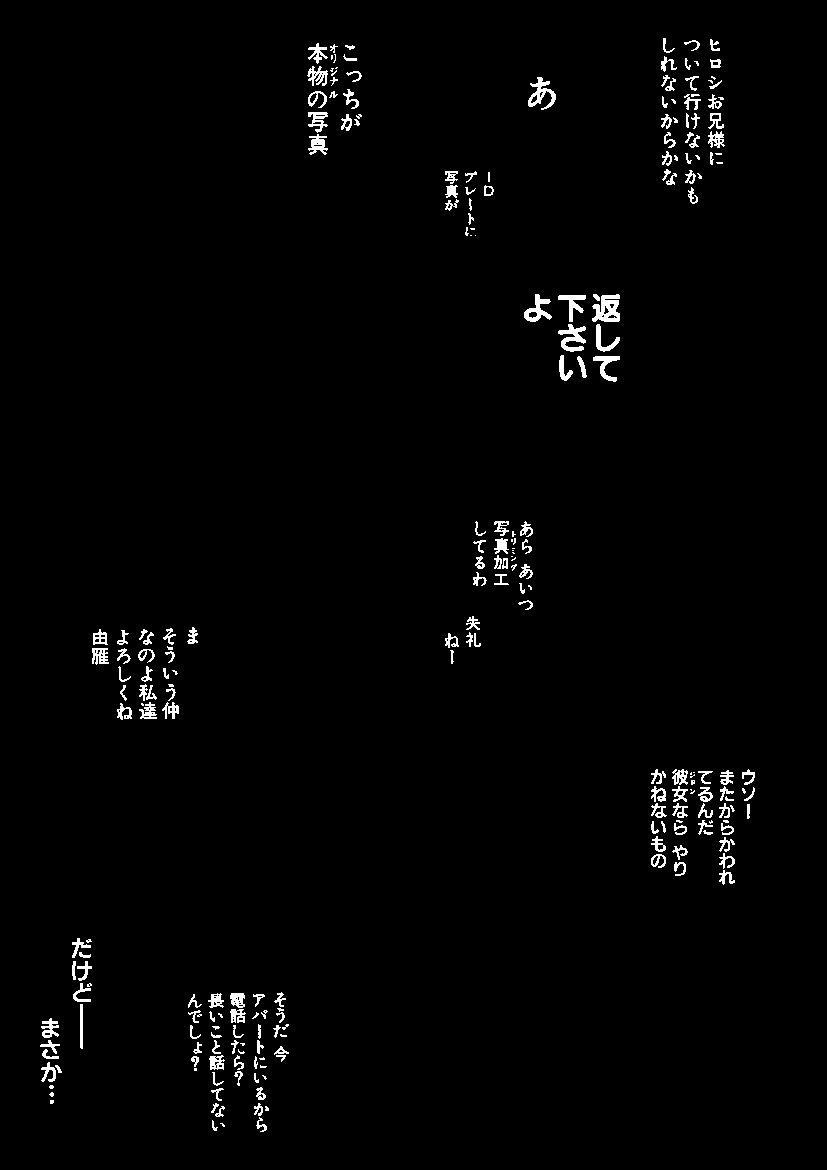 ヒロシお兄様に
ついて行けないかも
しれないからかな
あ
ID
プレートに
写真が
こっちが
本物の写真
オリジナル
返して
下さい
よ
あら あいつ
写真加工
トリミング
してるわ
失礼
ねー
ま
そういう仲
なのよ私達
よろしくね
由雁
ウソー
またからかわれ
てるんだ
彼女なら やり
かねないもの
そうだ 今
アパートにいるから
電話したら?
長いこと話してない
んでしょ?
だけど──
まさか…